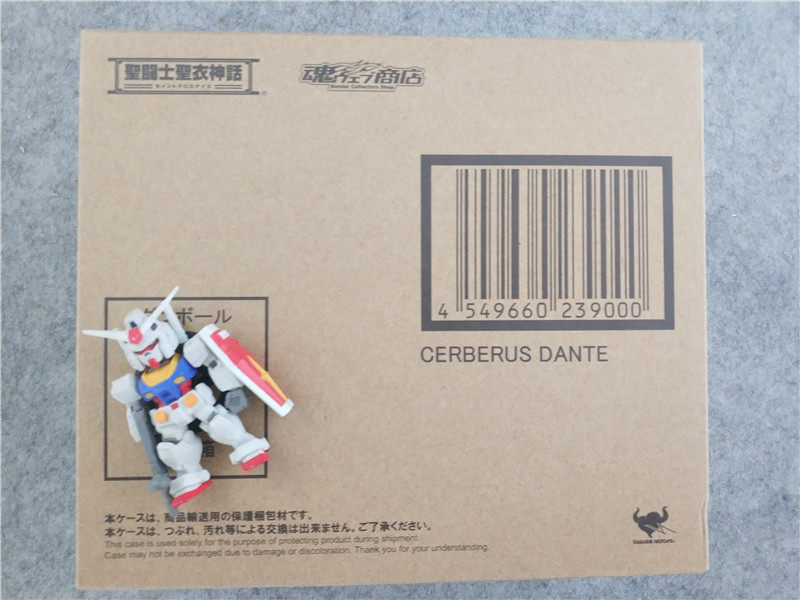 聖闘士聖衣神話
セイントクロスマイス
魂ウェブ商店
Bandai Collectors Shop
4 549660 239000
CERBERUS DANTE
ボール
箱
本ケースは、商品輸送用の保護梱包材です。
本ケースは、つぶれ、汚れ等による交換は出来ません。ご了承ください。
This case is used solely for the purpose of protecting product during shipment.
Case may not be exchanged due to damage or discoloration. Thank you for your understanding.
TAMASHII NATIONS